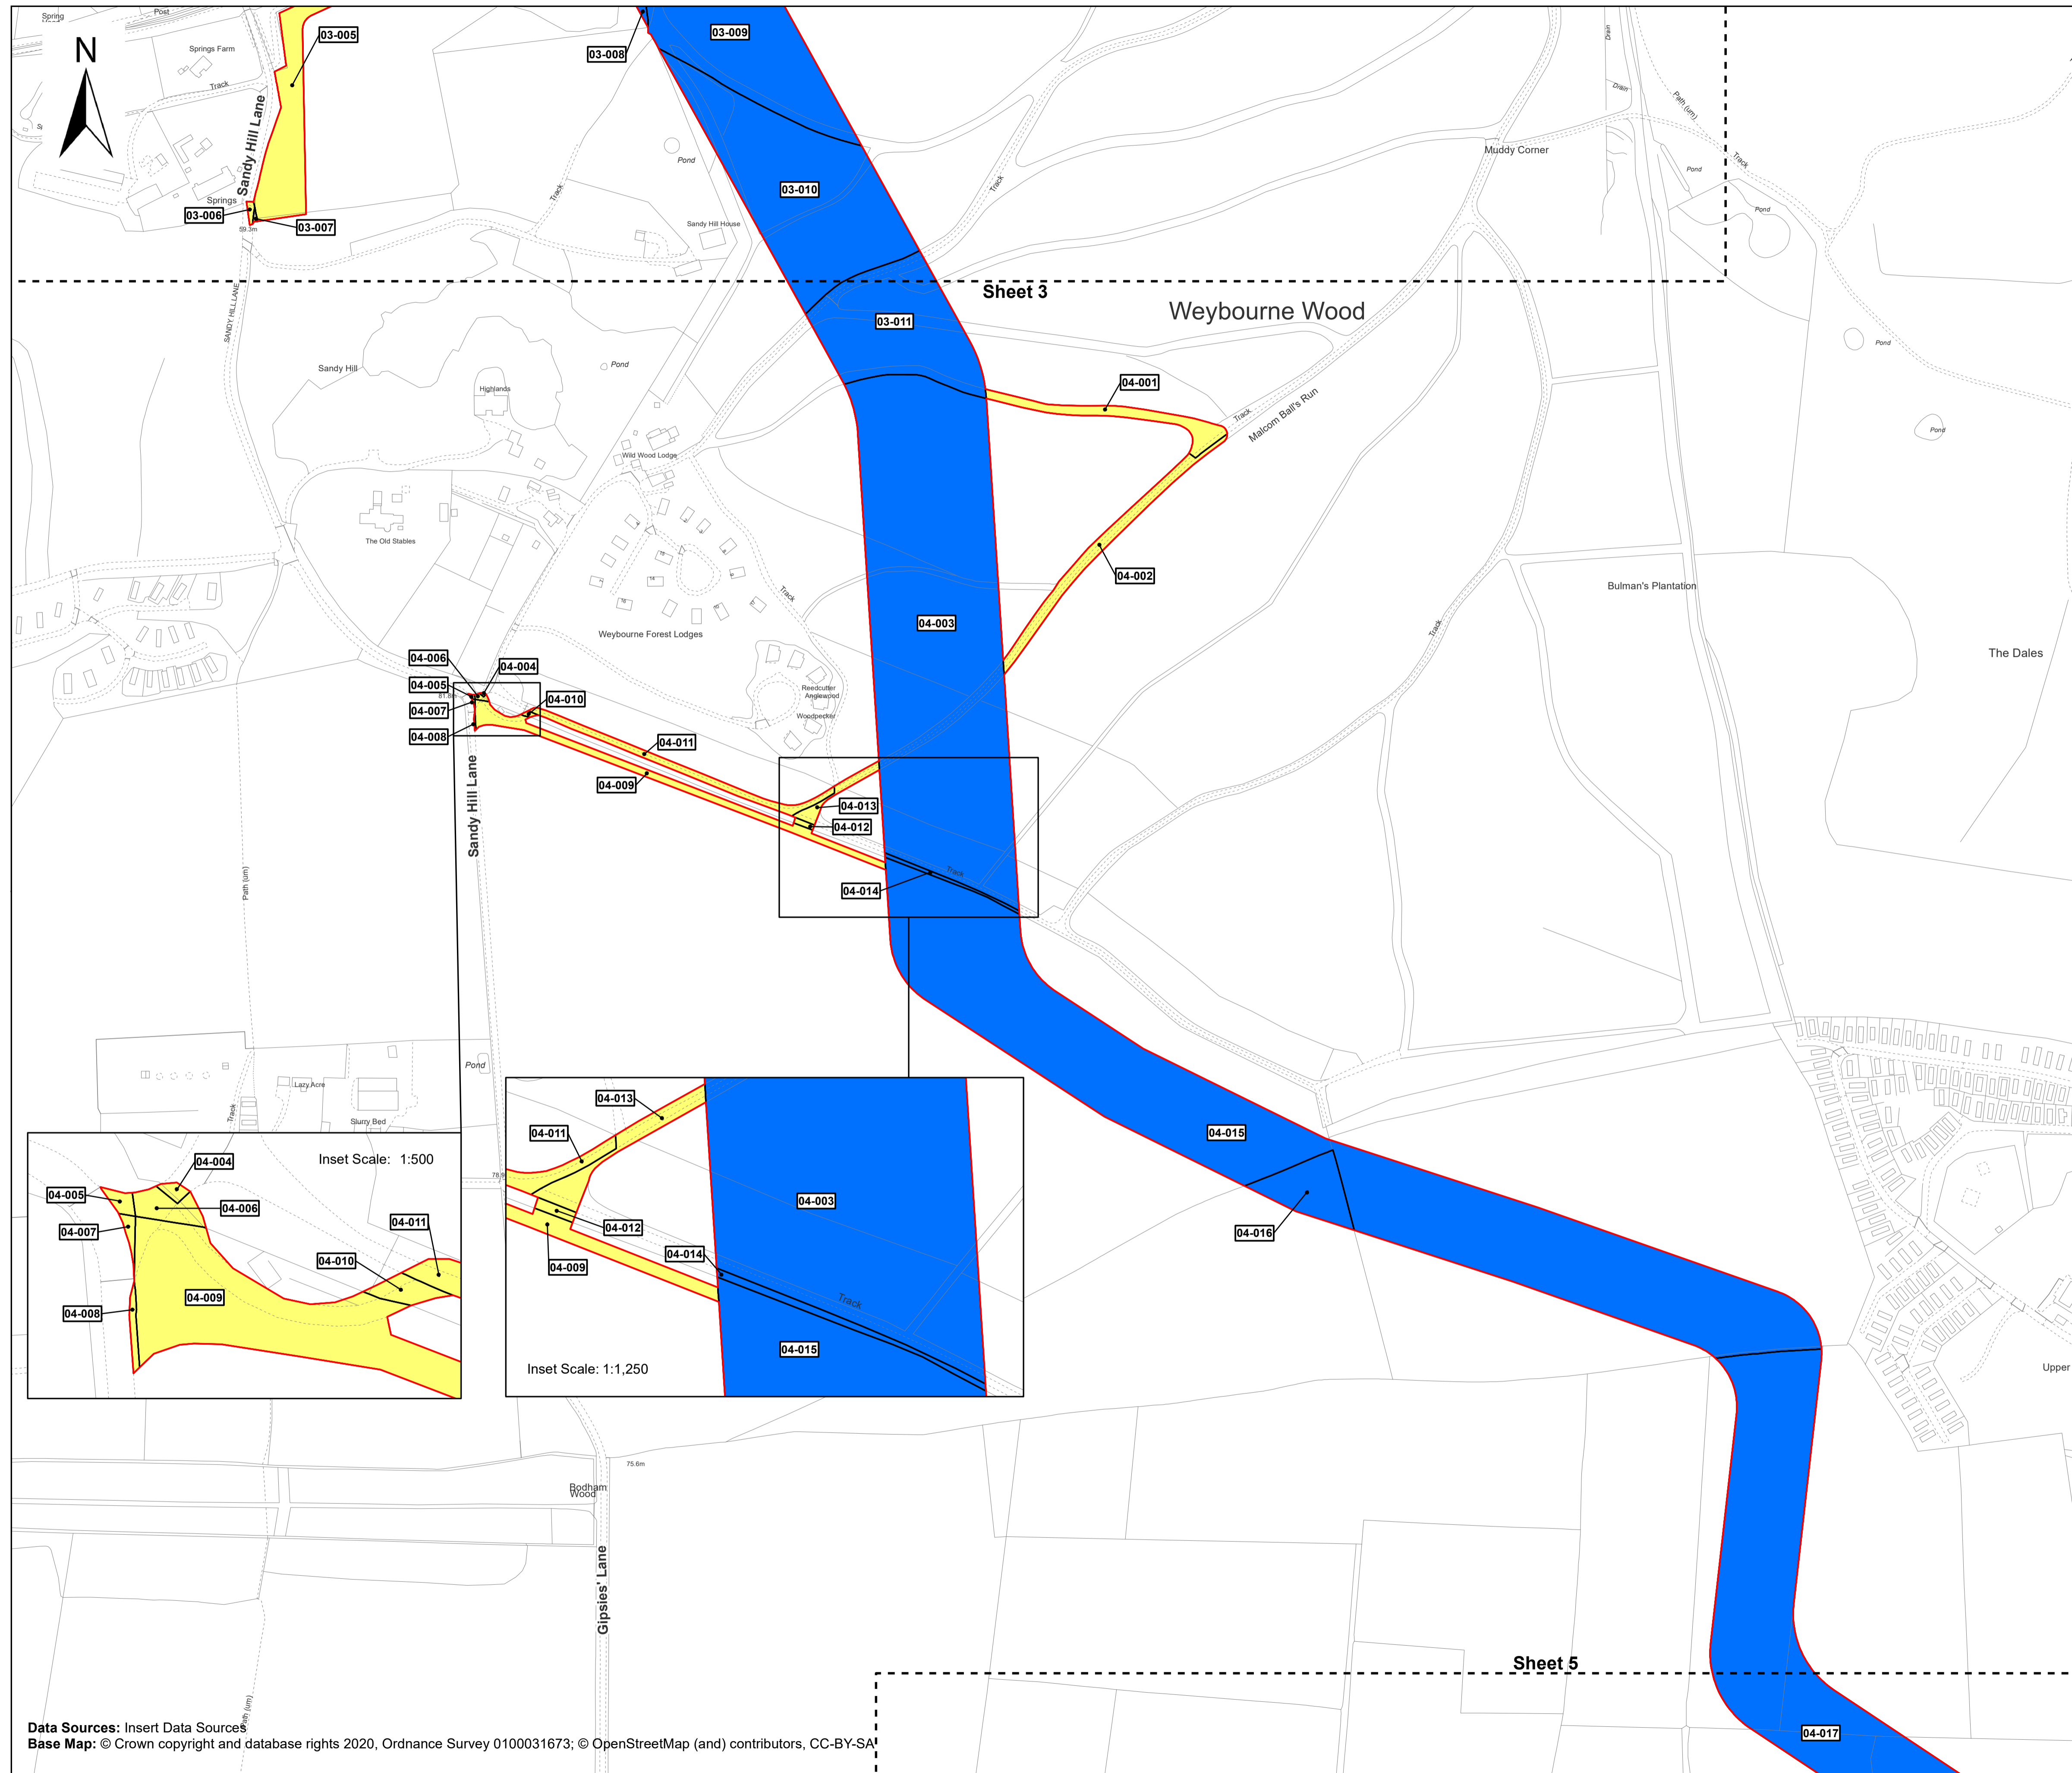 Spring
Post
N
Springs Farm
Track
03-005
Sandy Hill Lane
Springs
03-006
03-007
59.3m
03-008
03-009
Pond
Track
Sandy Hill House
03-010
Track
Muddy Corner
Drain
Drain
Path (um)
Track
Pond
Pond
Sheet 3
SANDY HILL LANE
03-011
Weybourne Wood
Sandy Hill
Pond
Highlands
Pond
04-001
Track
Malcom Ball's Run
Pond
Wild Wood Lodge
The Old Stables
04-002
Bulman's Plantation
Track
04-003
Weybourne Forest Lodges
Track
The Dales
04-006
04-004
04-005
81.8m
04-007
04-010
04-008
Reedcutter
Anglewood
Woodpecker
04-011
04-009
Sandy Hill Lane
04-013
04-012
Track
04-014
Path (um)
Pond
Lazy Acre
Track
Slurry Bed
04-015
04-016
Inset Scale: 1:500
04-004
04-005
04-006
04-007
04-011
04-010
04-009
04-008
04-013
04-011
04-003
04-012
04-014
04-009
Track
04-015
Inset Scale: 1:1,250
Upper
75.6m
Bodham
Wood
Gipsies' Lane
Sheet 5
Path (um)
04-017
Data Sources: Insert Data Sources
Base Map: © Crown copyright and database rights 2020, Ordnance Survey 0100031673; © OpenStreetMap (and) contributors, CC-BY-SA